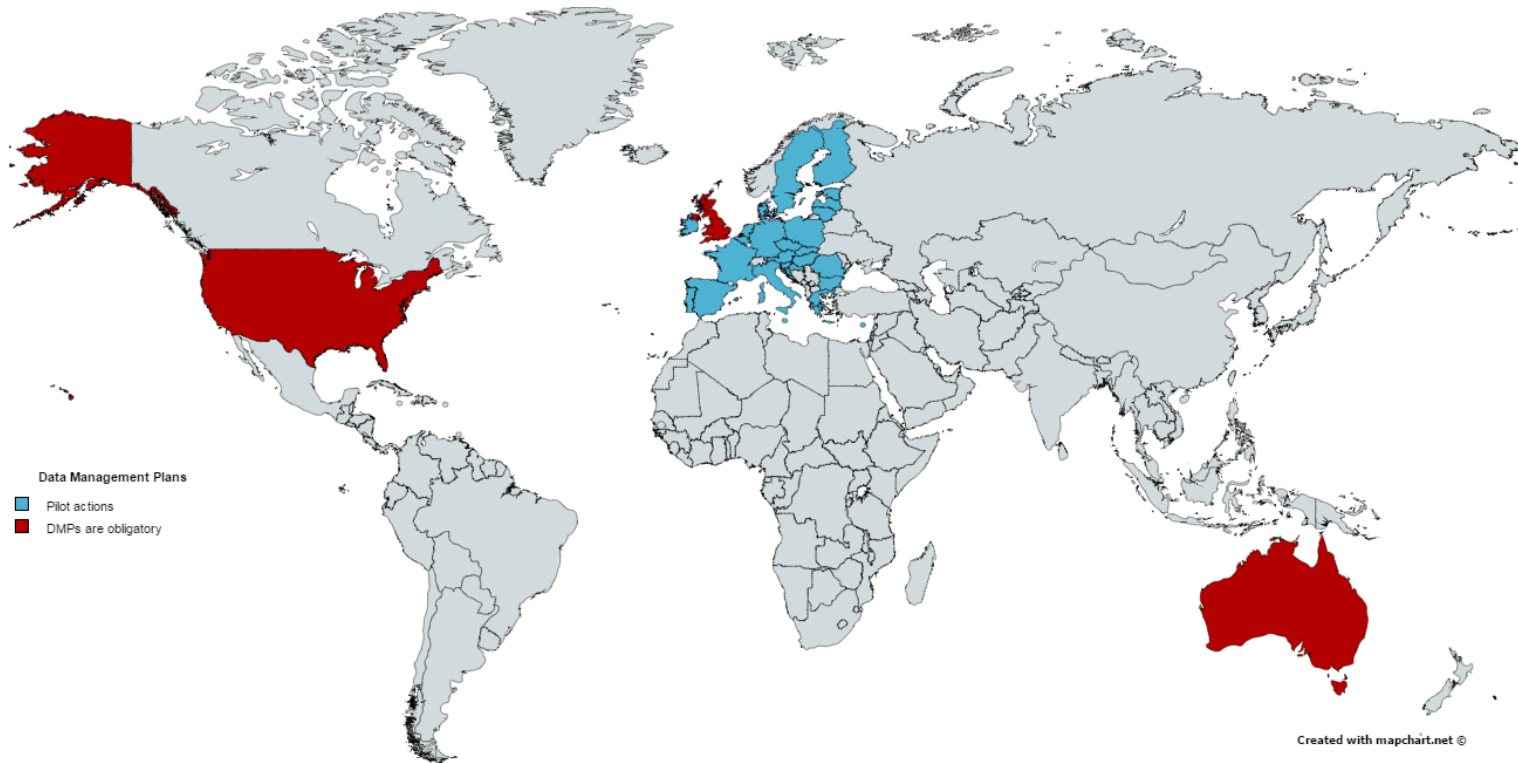 Data Management Plans
Pilot actions
DMPs are obligatory
Created with mapchart.net ©